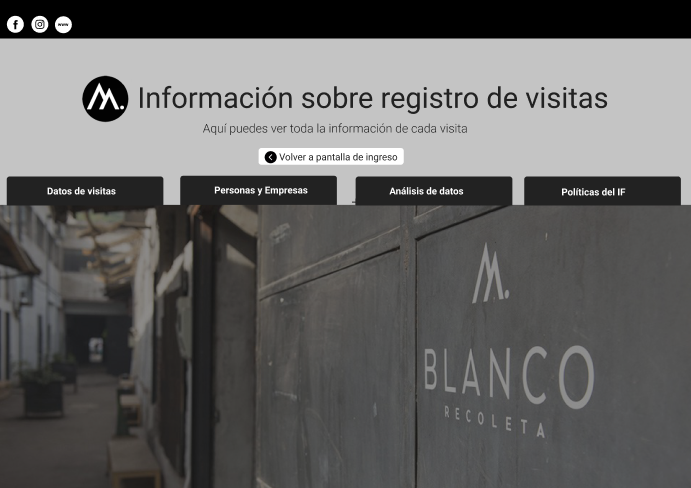 www
M.
Información sobre registro de visitas
Aquí puedes ver toda la información de cada visita
Volver a pantalla de ingreso
Datos de visitas
Personas y Empresas
Análisis de datos
Políticas del IF
M.
BLANCO
RECOLETA